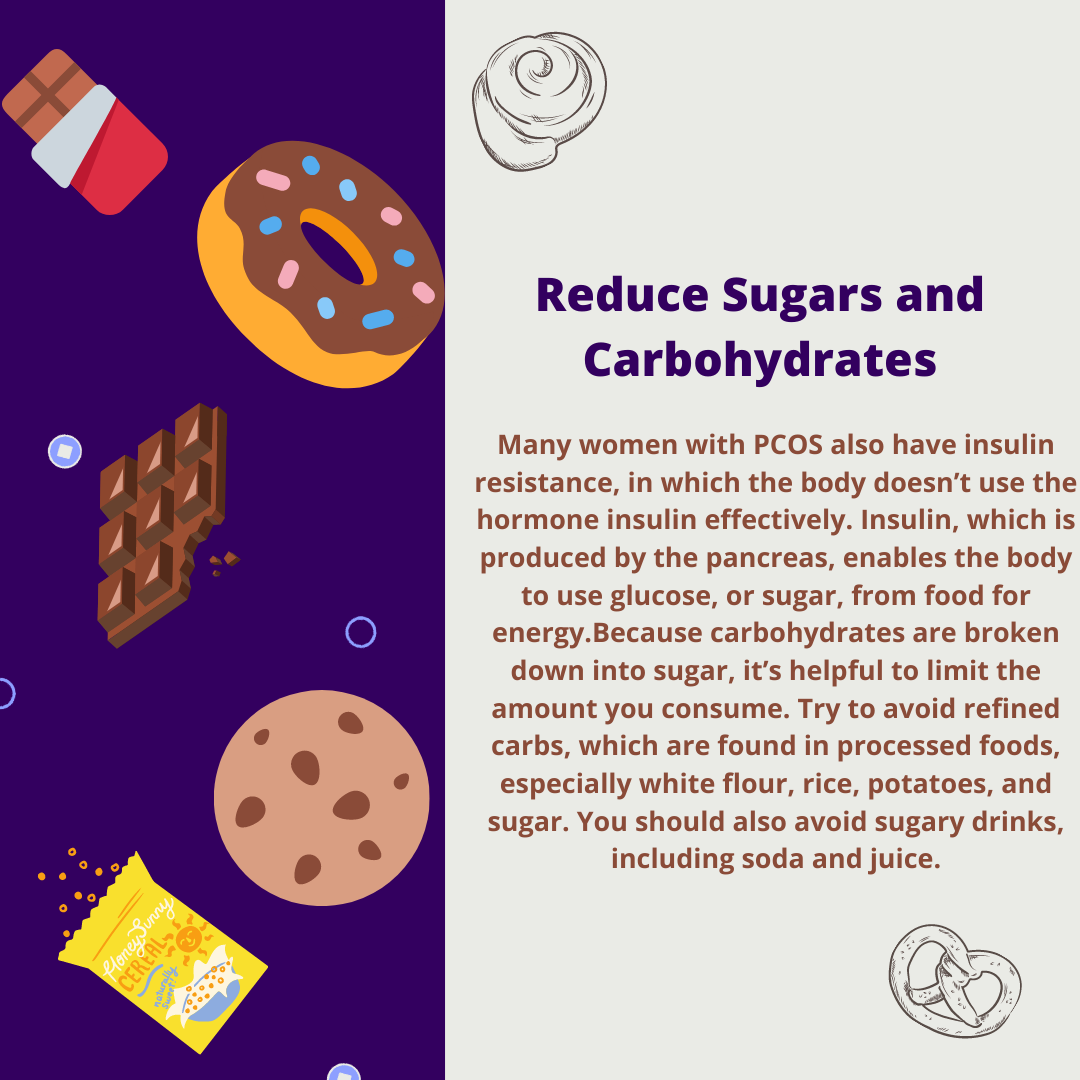 Reduce Sugars and
Carbohydrates
Many women with PCOS also have insulin
resistance, in which the body doesn’t use the
hormone insulin effectively. Insulin, which is
produced by the pancreas, enables the body
to use glucose, or sugar, from food for
energy.Because carbohydrates are broken
down into sugar, it’s helpful to limit the
amount you consume. Try to avoid refined
carbs, which are found in processed foods,
especially white flour, rice, potatoes, and
sugar. You should also avoid sugary drinks,
including soda and juice.
HoneySunny
CEREAL
naturally
sweet!